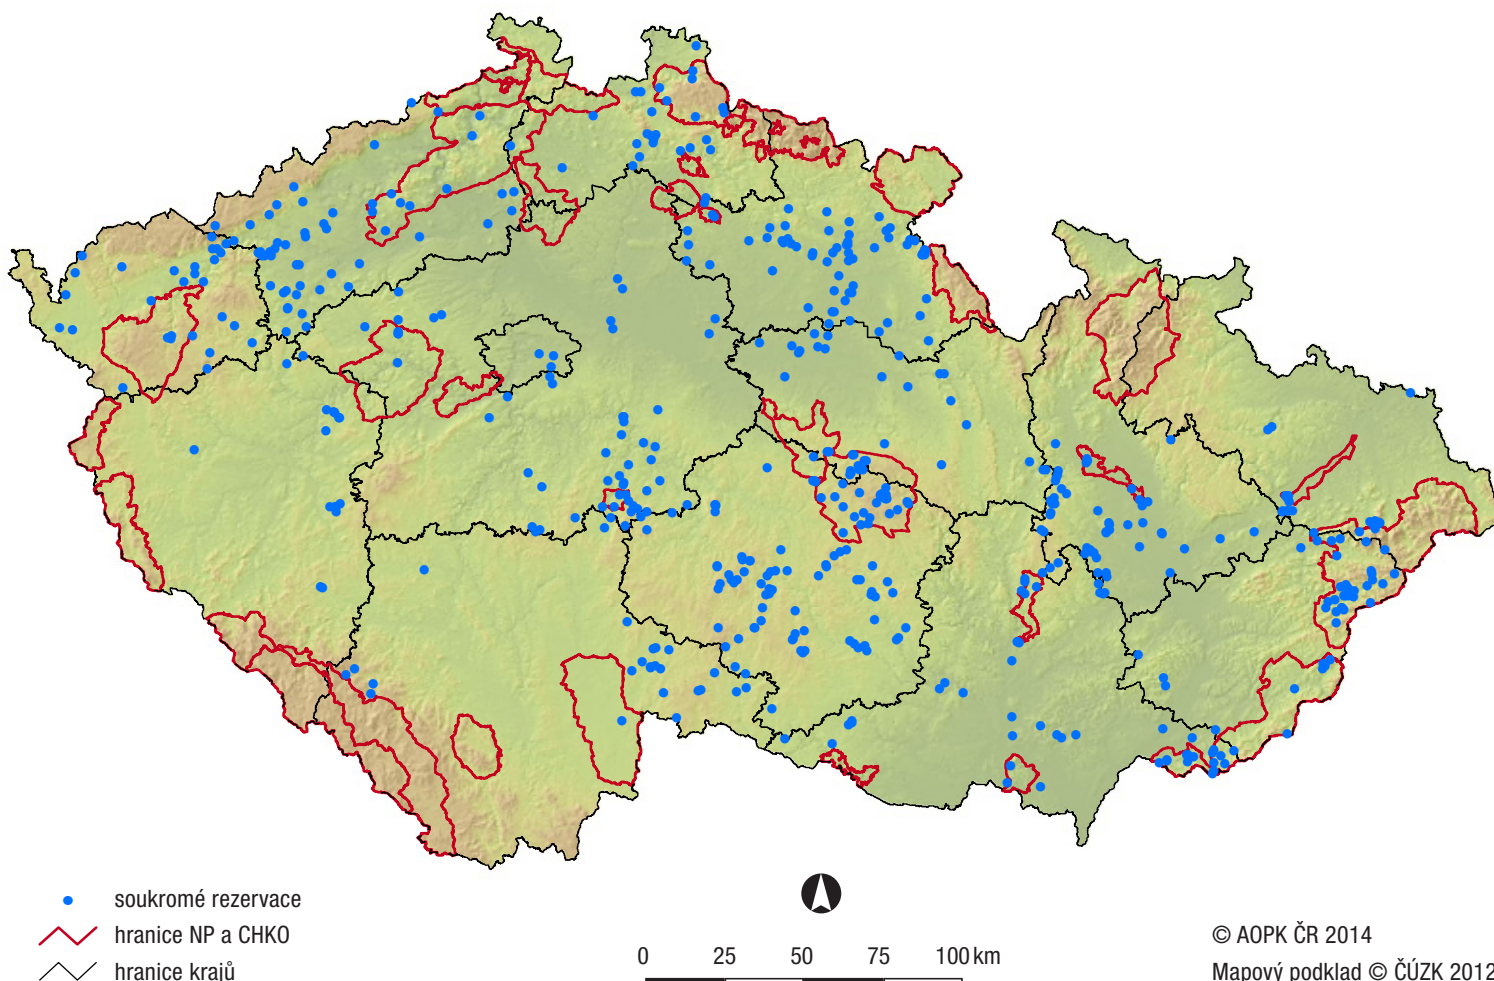 soukromé rezervace
hranice NP a CHKO
hranice krajů
0 25 50 75 100 km
© AOPK ČR 2014
Mapový podklad © ČÚZK 2012